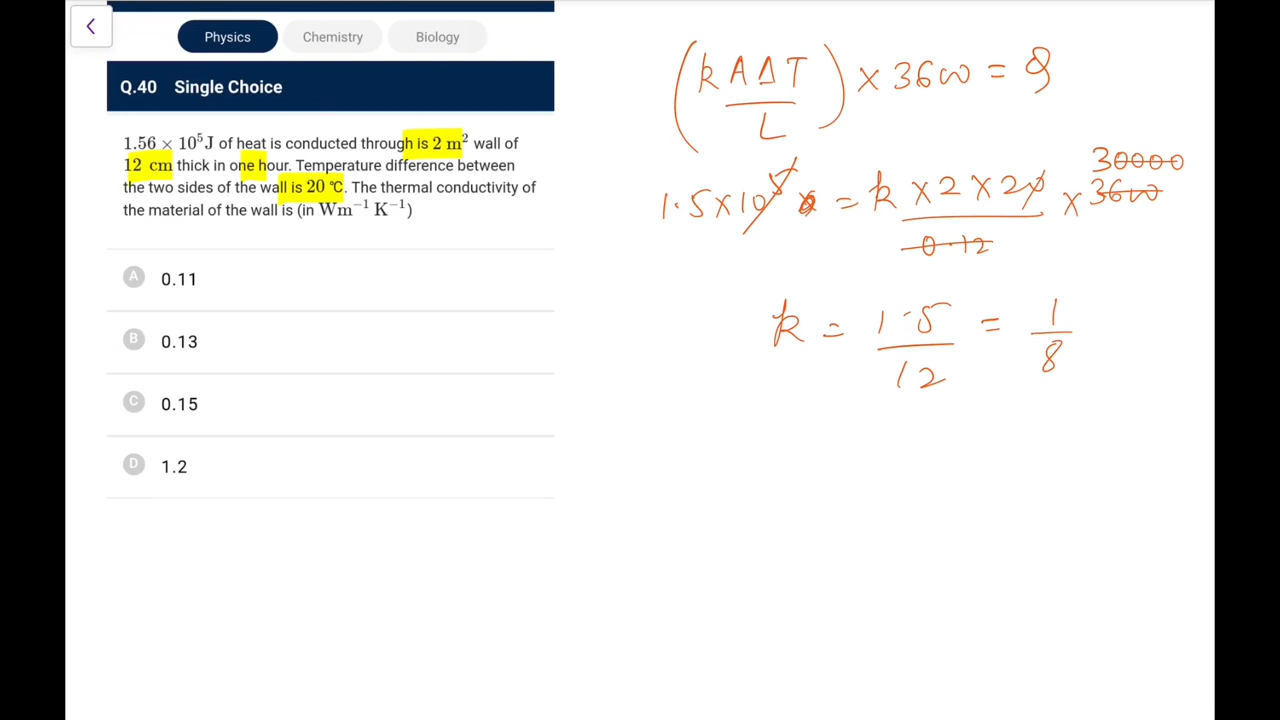 Physics Chemistry Biology
Q.40 Single Choice
1.56 × 10⁵ J of heat is conducted through is 2 m² wall of
12 cm thick in one hour. Temperature difference between
the two sides of the wall is 20 ℃. The thermal conductivity of
the material of the wall is (in Wm⁻¹ K⁻¹)
A 0.11
B 0.13
C 0.15
D 1.2
(k A Δ T / L) × 3600 = Q
30000
1.5 × 10⁵ = k × 2 × 20 / 0.12 × 3600
k = 1.5 / 12 = 1 / 8